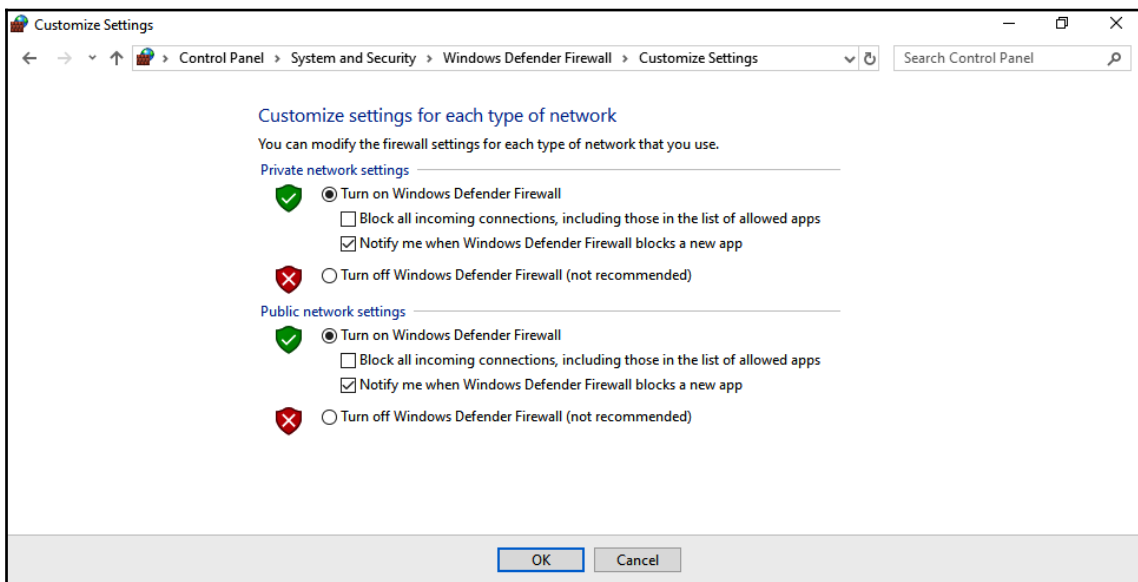 Customize Settings
Control Panel > System and Security > Windows Defender Firewall > Customize Settings
Search Control Panel
Customize settings for each type of network
You can modify the firewall settings for each type of network that you use.
Private network settings
Turn on Windows Defender Firewall
Block all incoming connections, including those in the list of allowed apps
Notify me when Windows Defender Firewall blocks a new app
Turn off Windows Defender Firewall (not recommended)
Public network settings
Turn on Windows Defender Firewall
Block all incoming connections, including those in the list of allowed apps
Notify me when Windows Defender Firewall blocks a new app
Turn off Windows Defender Firewall (not recommended)
OK
Cancel